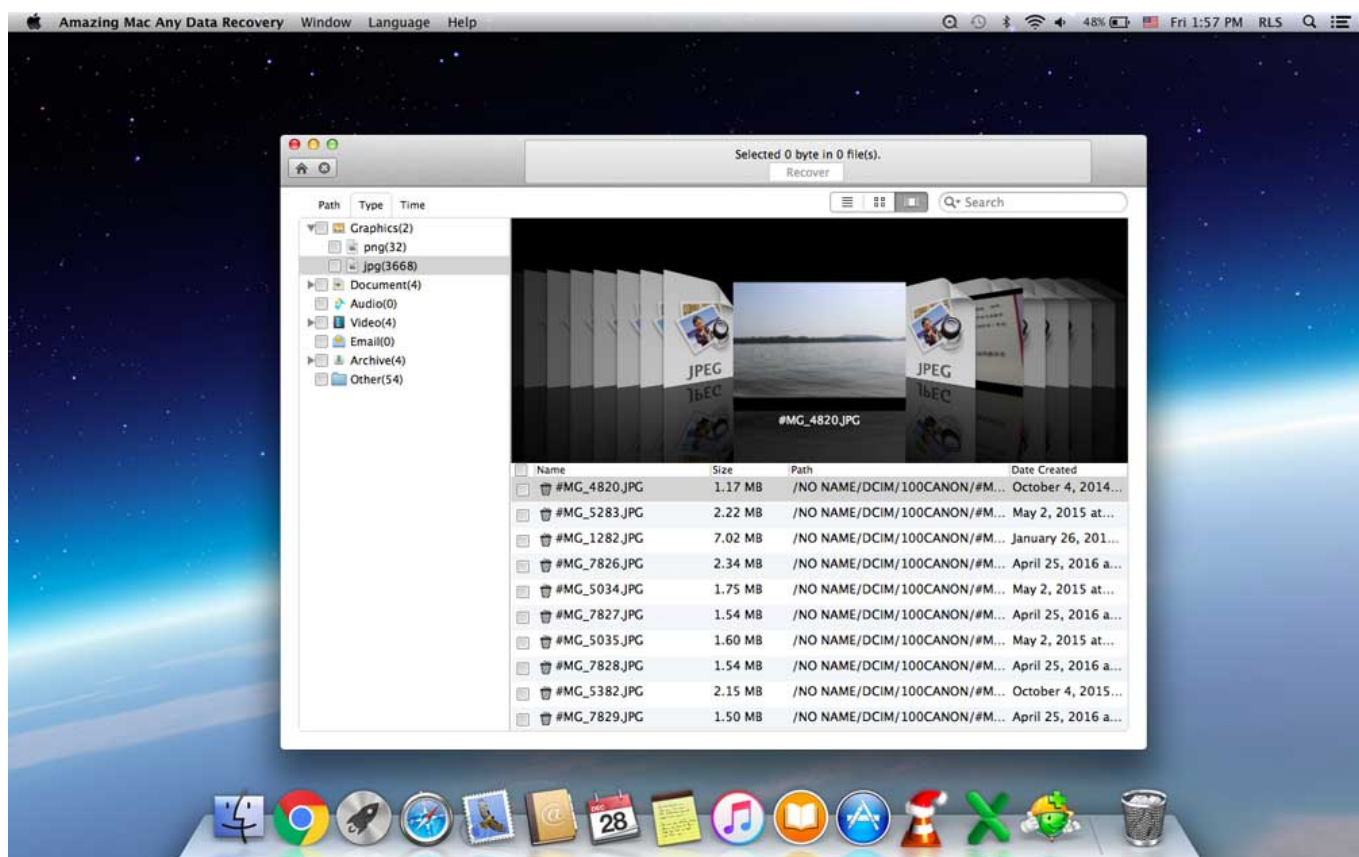 Amazing Mac Any Data Recovery Window Language Help 48% Fri 1:57 PM RLS
Selected 0 byte in 0 file(s).
Recover
Path Type Time
Search
Graphics(2)
png(32)
jpg(3668)
Document(4)
Audio(0)
Video(4)
Email(0)
Archive(4)
Other(54)
JPEG
JPEG
#MG_4820.JPG
Name Size Path Date Created
#MG_4820.JPG 1.17 MB /NO NAME/DCIM/100CANON/#M... October 4, 2014...
#MG_5283.JPG 2.22 MB /NO NAME/DCIM/100CANON/#M... May 2, 2015 at...
#MG_1282.JPG 7.02 MB /NO NAME/DCIM/100CANON/#M... January 26, 201...
#MG_7826.JPG 2.34 MB /NO NAME/DCIM/100CANON/#M... April 25, 2016 a...
#MG_5034.JPG 1.75 MB /NO NAME/DCIM/100CANON/#M... May 2, 2015 at...
#MG_7827.JPG 1.54 MB /NO NAME/DCIM/100CANON/#M... April 25, 2016 a...
#MG_5035.JPG 1.60 MB /NO NAME/DCIM/100CANON/#M... May 2, 2015 at...
#MG_7828.JPG 1.54 MB /NO NAME/DCIM/100CANON/#M... April 25, 2016 a...
#MG_5382.JPG 2.15 MB /NO NAME/DCIM/100CANON/#M... October 4, 2015...
#MG_7829.JPG 1.50 MB /NO NAME/DCIM/100CANON/#M... April 25, 2016 a...
DEC
28
@